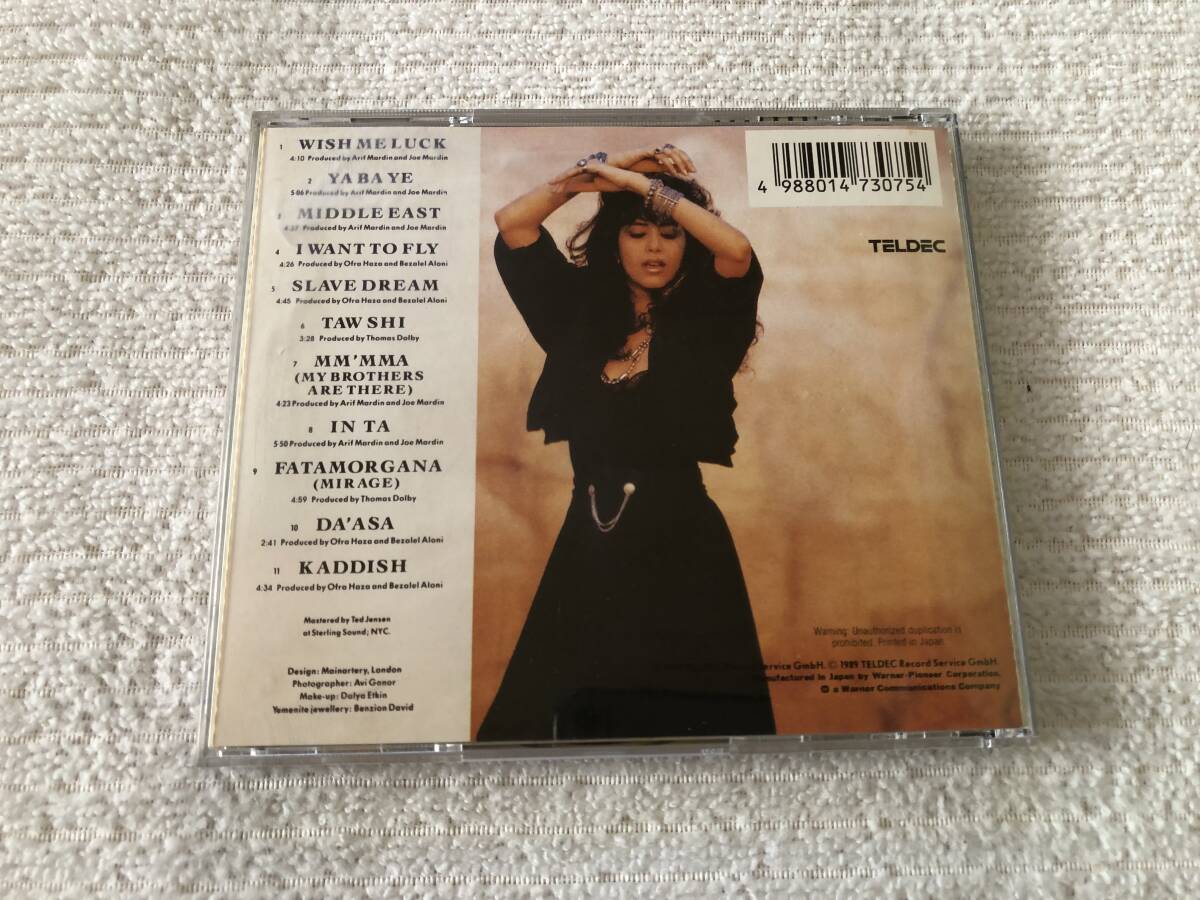 1 WISH ME LUCK
4:10 Produced by Arif Mardin and Joe Mardin
2 YA BA YE
5:06 Produced by Arif Mardin and Joe Mardin
3 MIDDLE EAST
4:37 Produced by Arif Mardin and Joe Mardin
4 I WANT TO FLY
4:26 Produced by Ofra Haza and Bezalel Aloni
5 SLAVE DREAM
4:45 Produced by Ofra Haza and Bezalel Aloni
6 TAW SHI
3:28 Produced by Thomas Dolby
7 MM'MMA
(MY BROTHERS
ARE THERE)
4:23 Produced by Arif Mardin and Joe Mardin
8 IN TA
5:50 Produced by Arif Mardin and Joe Mardin
9 FATAMORGANA
(MIRAGE)
4:59 Produced by Thomas Dolby
10 DA'ASA
2:41 Produced by Ofra Haza and Bezalel Aloni
11 KADDISH
4:34 Produced by Ofra Haza and Bezalel Aloni
Mastered by Ted Jensen
at Sterling Sound; NYC.
Design: Mainartery, London
Photographer: Avi Ganor
Make-up: Dalya Etkin
Yemenite jewellery: Benzion David
4 988014 730754
TELDEC
Warning: Unauthorized duplication is
prohibited. Printed in Japan
Service GmbH. © 1989 TELDEC Record Service GmbH.
Manufactured in Japan by Warner-Pioneer Corporation,
a Warner Communications Company